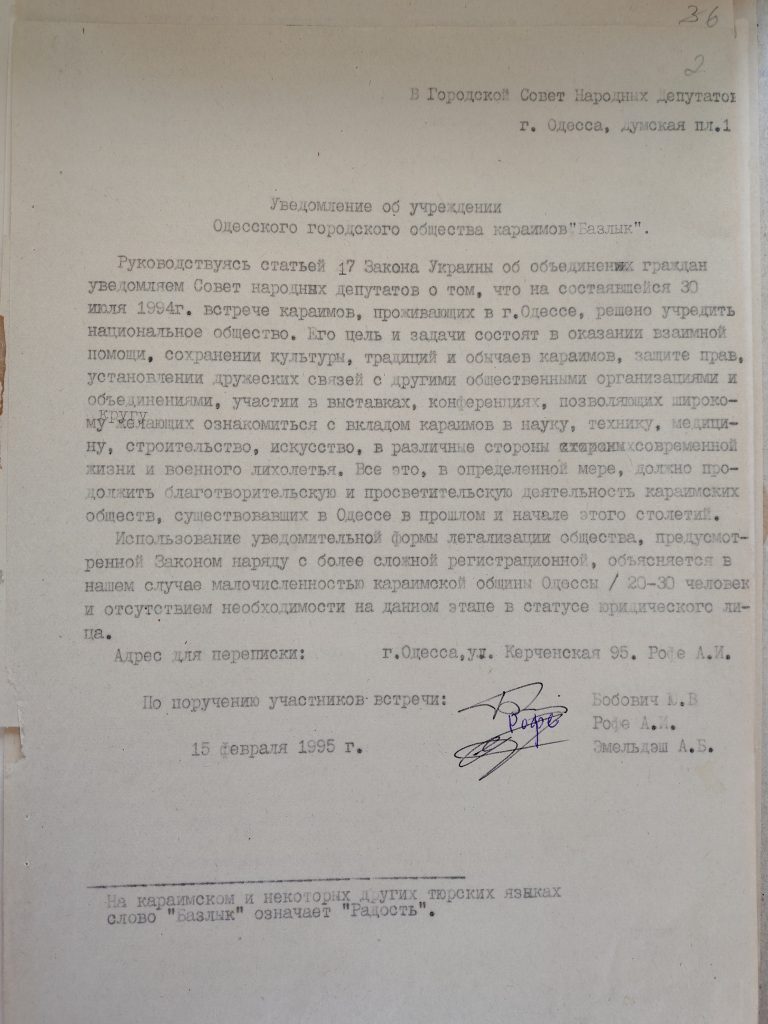 36
2
В Городской Совет Народных Депутатов
г. Одесса, Думская пл.1
Уведомление об учреждении
Одесского городского общества караимов"Базлык".
Руководствуясь статьей 17 Закона Украины об объединениях граждан
уведомляем Совет народных депутатов о том, что на состаявшейся 30
июля 1994г. встрече караимов, проживающих в г.Одессе, решено учредить
национальное общество. Его цель и задачи состоят в оказании взаимной
помощи, сохранении культуры, традиций и обычаев караимов, защите прав,
установлении дружеских связей с другими общественными организациями и
объединениями, участии в выставках, конференциях, позволяющих широко-
кругу
му желающих ознакомиться с вкладом караимов в науку, технику, медици-
ну, строительство, искусство, в различные стороны современной
жизни и военного лихолетья. Все это, в определенной мере, должно про-
должить благотворительскую и просветительскую деятельность караимских
обществ, существовавших в Одессе в прошлом и начале этого столетий.
Использование уведомительной формы легализации общества, предусмот-
ренной Законом наряду с более сложной регистрационной, объясняется в
нашем случае малочисленностью караимской общины Одессы / 20-30 человек
и отсутствием необходимости на данном этапе в статусе юридического ли-
ца.
Адрес для переписки: г.Одесса,ул. Керченская 95. Рофе А.И.
По поручению участников встречи: Бобович Ю.В
Рофе Рофе А.И.
15 февраля 1995 г. Эмельдэш А.Б.
На караимском и некоторых других тюрских языках
слово "Базлык" означает "Радость".